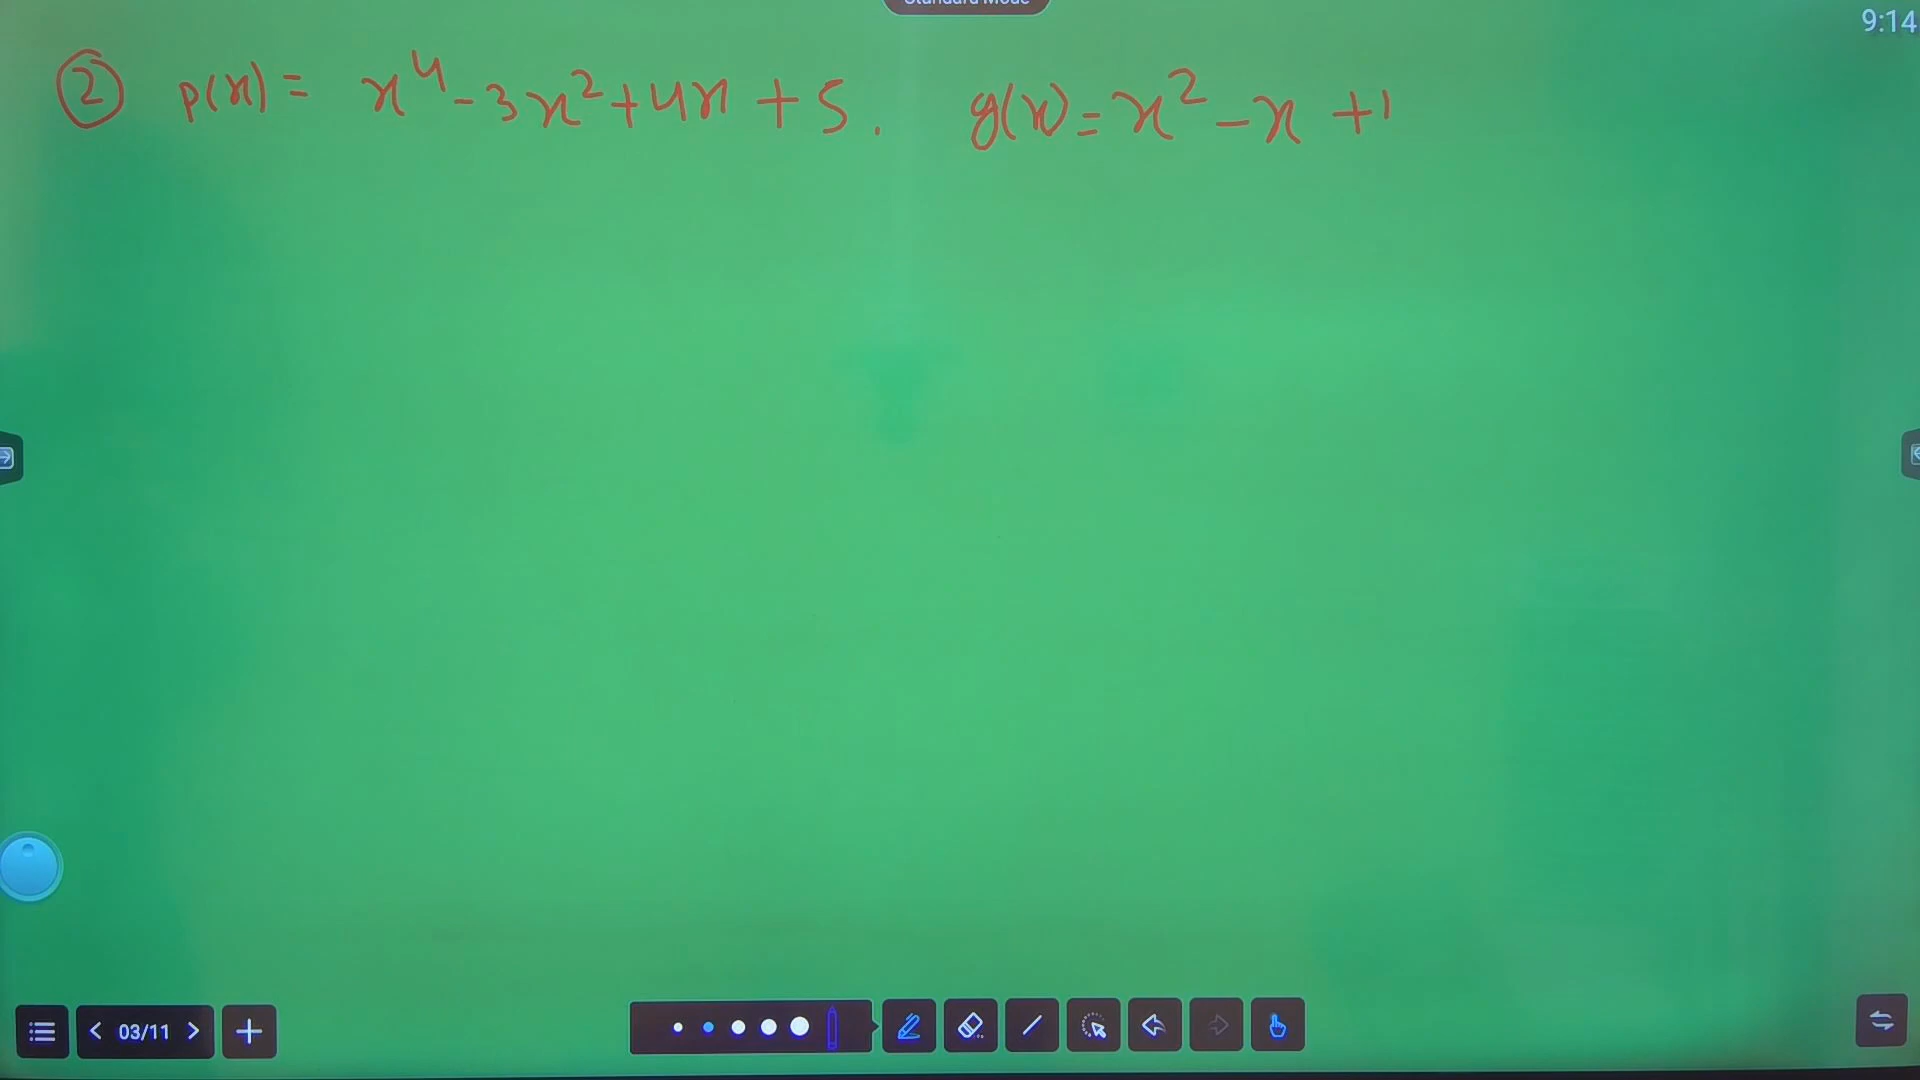 9:14
② p(x) = x⁴ - 3x² + 4x + 5. g(x) = x² - x + 1
03/11